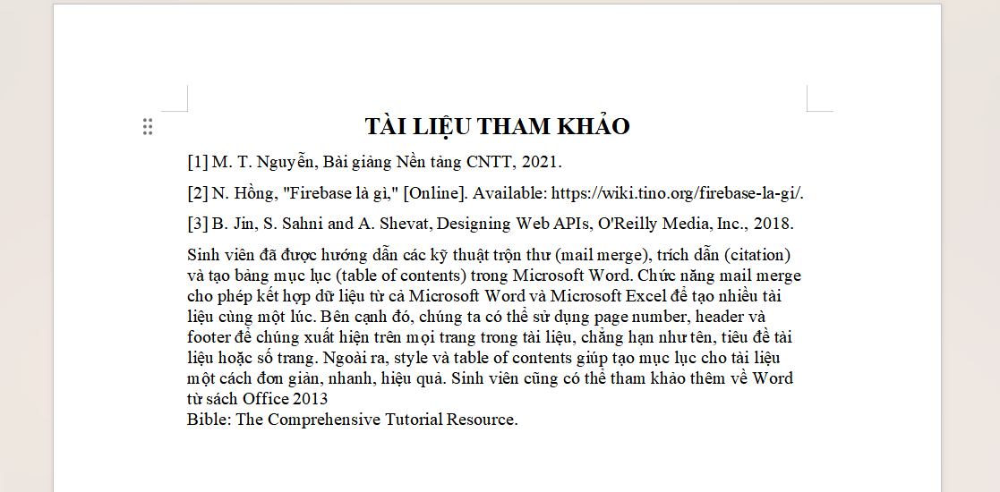 TÀI LIỆU THAM KHẢO
[1] M. T. Nguyễn, Bài giảng Nền tảng CNTT, 2021.
[2] N. Hồng, "Firebase là gì," [Online]. Available: https://wiki.tino.org/firebase-la-gi/.
[3] B. Jin, S. Sahni and A. Shevat, Designing Web APIs, O'Reilly Media, Inc., 2018.
Sinh viên đã được hướng dẫn các kỹ thuật trộn thư (mail merge), trích dẫn (citation)
và tạo bảng mục lục (table of contents) trong Microsoft Word. Chức năng mail merge
cho phép kết hợp dữ liệu từ cả Microsoft Word và Microsoft Excel để tạo nhiều tài
liệu cùng một lúc. Bên cạnh đó, chúng ta có thể sử dụng page number, header và
footer để chúng xuất hiện trên mọi trang trong tài liệu, chẳng hạn như tên, tiêu đề tài
liệu hoặc số trang. Ngoài ra, style và table of contents giúp tạo mục lục cho tài liệu
một cách đơn giản, nhanh, hiệu quả. Sinh viên cũng có thể tham khảo thêm về Word
từ sách Office 2013
Bible: The Comprehensive Tutorial Resource.